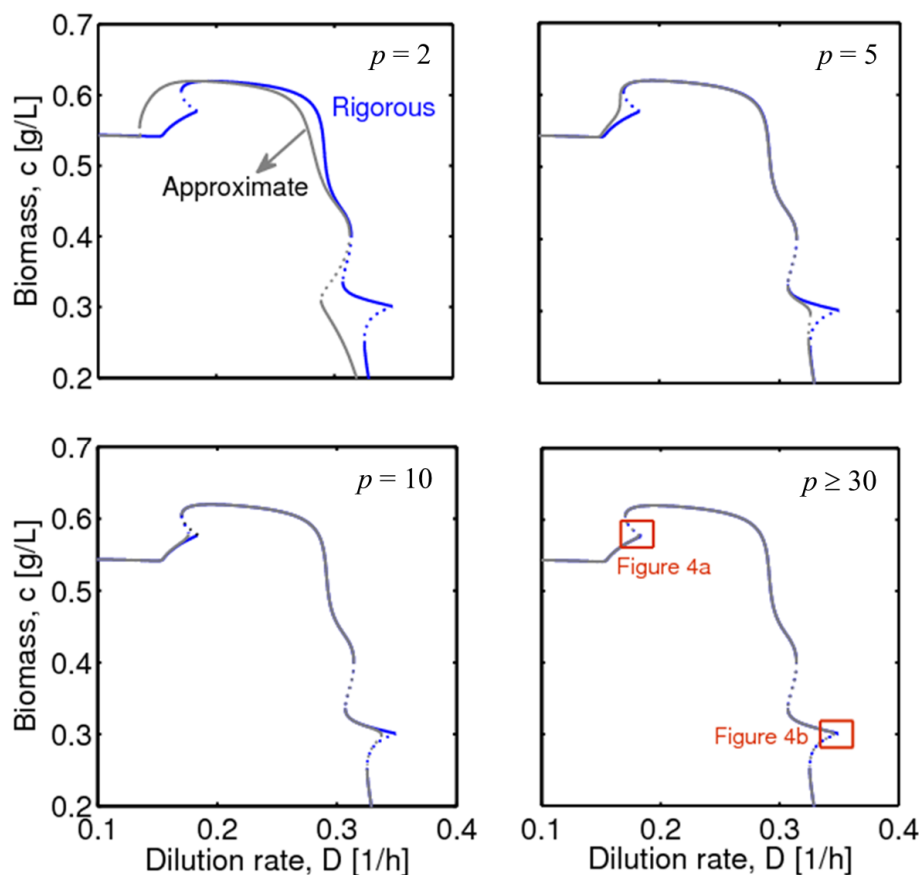 0.7
0.6
0.5
0.4
0.3
0.2
Biomass, c [g/L]
p = 2
Rigorous
Approximate
p = 5
0.7
0.6
0.5
0.4
0.3
0.2
Biomass, c [g/L]
p = 10
0.1 0.2 0.3 0.4
Dilution rate, D [1/h]
p ≥ 30
Figure 4a
Figure 4b
0.1 0.2 0.3 0.4
Dilution rate, D [1/h]